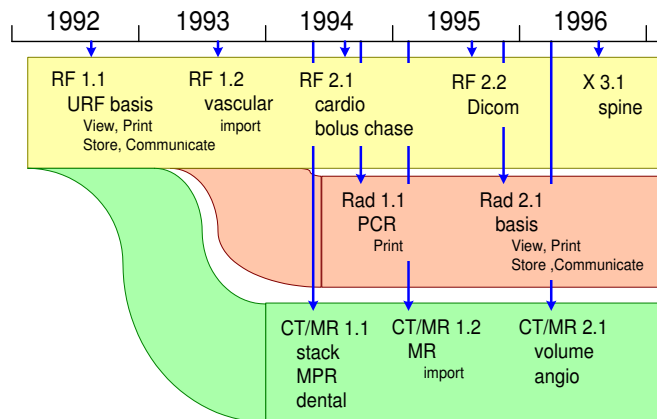 1992 1993 1994 1995 1996
RF 1.1
URF basis
View, Print
Store, Communicate
RF 1.2
vascular
import
RF 2.1
cardio
bolus chase
RF 2.2
Dicom
X 3.1
spine
Rad 1.1
PCR
Print
Rad 2.1
basis
View, Print
Store ,Communicate
CT/MR 1.1
stack
MPR
dental
CT/MR 1.2
MR
import
CT/MR 2.1
volume
angio